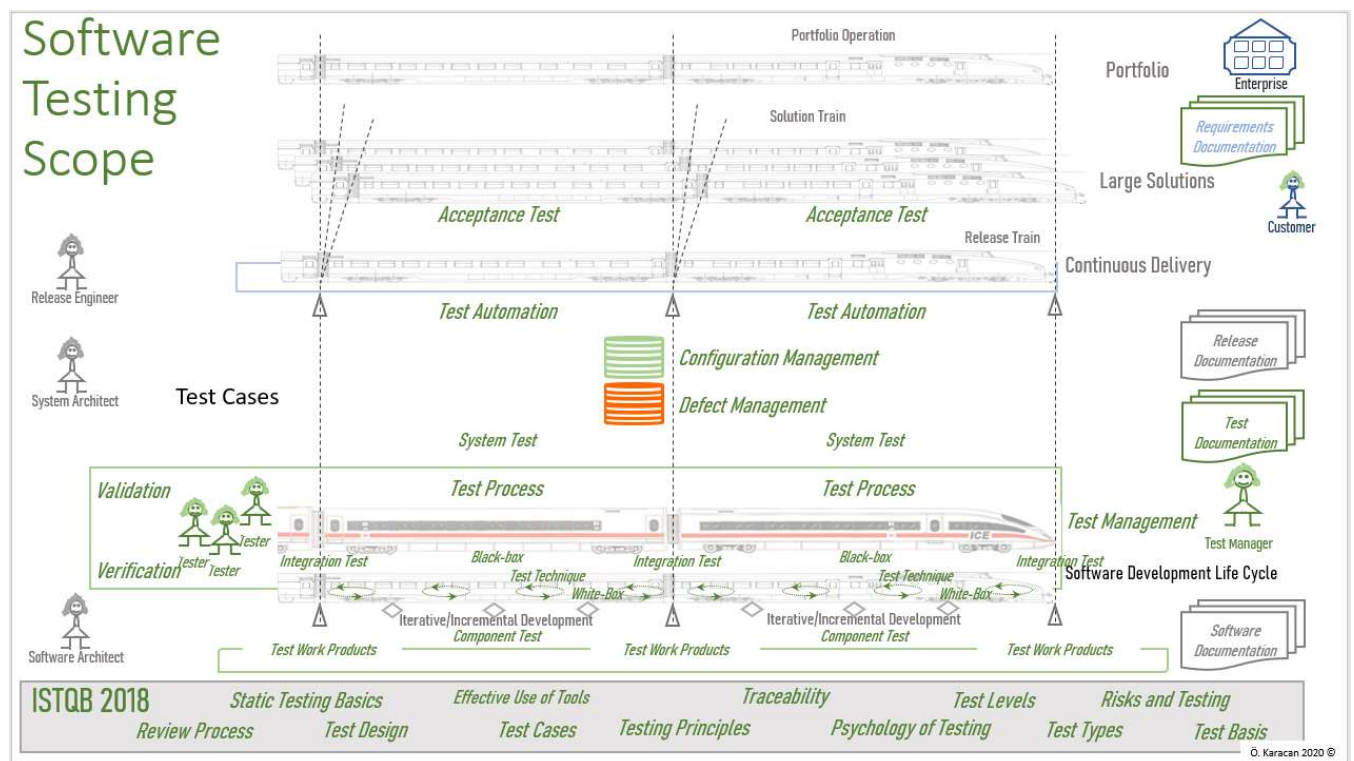 Software
Testing
Scope
Portfolio Operation
Portfolio
Enterprise
Solution Train
Requirements
Documentation
Large Solutions
Acceptance Test
Acceptance Test
Customer
Release Train
Release Engineer
Continuous Delivery
Test Automation
Test Automation
Configuration Management
Release
Documentation
System Architect
Test Cases
Defect Management
Test
Documentation
System Test
System Test
Validation
Test Process
Test Process
Test Management
ICE
Tester
Tester
Tester
Test Manager
Verification
Integration Test
Black-box
Integration Test
Black-box
Integration Test
Software Development Life Cycle
Test Technique
Test Technique
White-Box
White-Box
Iterative/Incremental Development
Iterative/Incremental Development
Component Test
Component Test
Software
Documentation
Software Architect
Test Work Products
Test Work Products
Test Work Products
ISTQB 2018
Static Testing Basics
Effective Use of Tools
Traceability
Test Levels
Risks and Testing
Review Process
Test Design
Test Cases
Testing Principles
Psychology of Testing
Test Types
Test Basis
Ö. Karacan 2020 ©